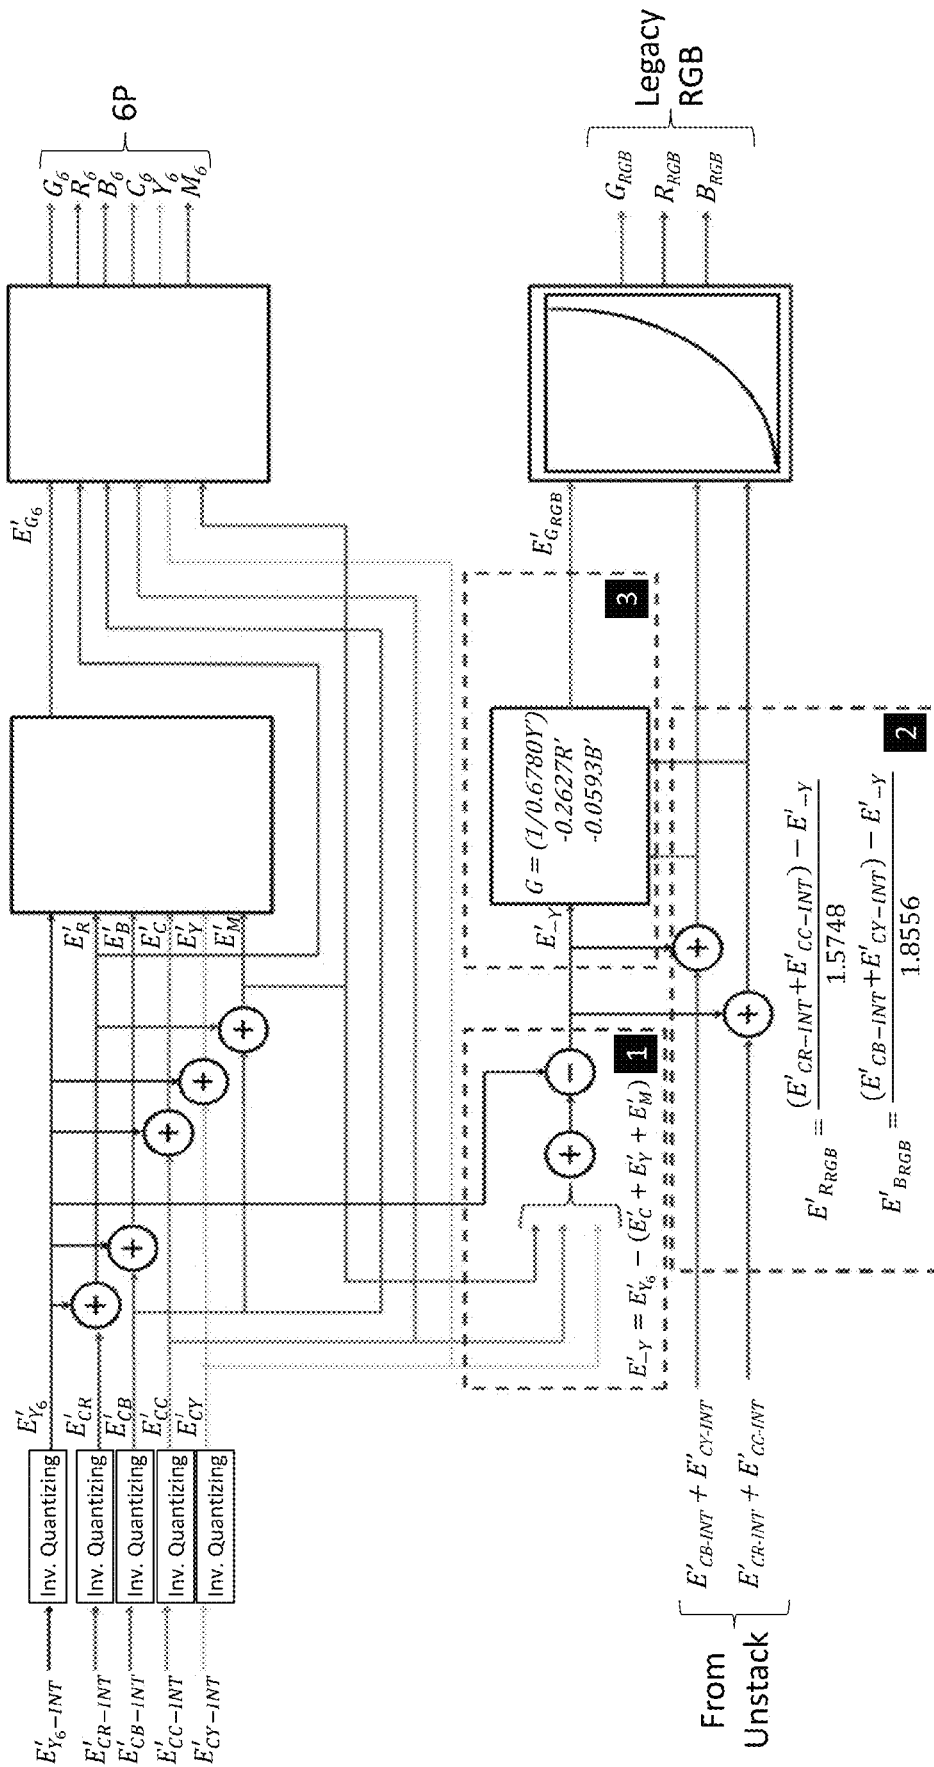 E'Y6-INT
E'CR-INT
E'CB-INT
E'CC-INT
E'CY-INT
Inv. Quantizing
Inv. Quantizing
Inv. Quantizing
Inv. Quantizing
Inv. Quantizing
E'Y6
E'CR
E'CB
E'CC
E'CY
+
+
+
+
+
E'R
E'B
E'C
E'Y
E'M
E'G6
G6
R6
B6
C6
Y6
M6
6P
+
−
E'-Y = E'Y6 − (E'C + E'Y + E'M)
1
E'-Y
G = (1/0.6780Y)
-0.2627R'
-0.0593B'
3
E'GRGB
GRGB
RRGB
BRGB
Legacy
RGB
From
Unstack
E'CB-INT + E'CY-INT
E'CR-INT + E'CC-INT
+
+
E'RRGB = (E'CR-INT + E'CC-INT) − E'-Y
1.5748
E'BRGB = (E'CB-INT + E'CY-INT) − E'-Y
1.8556
2